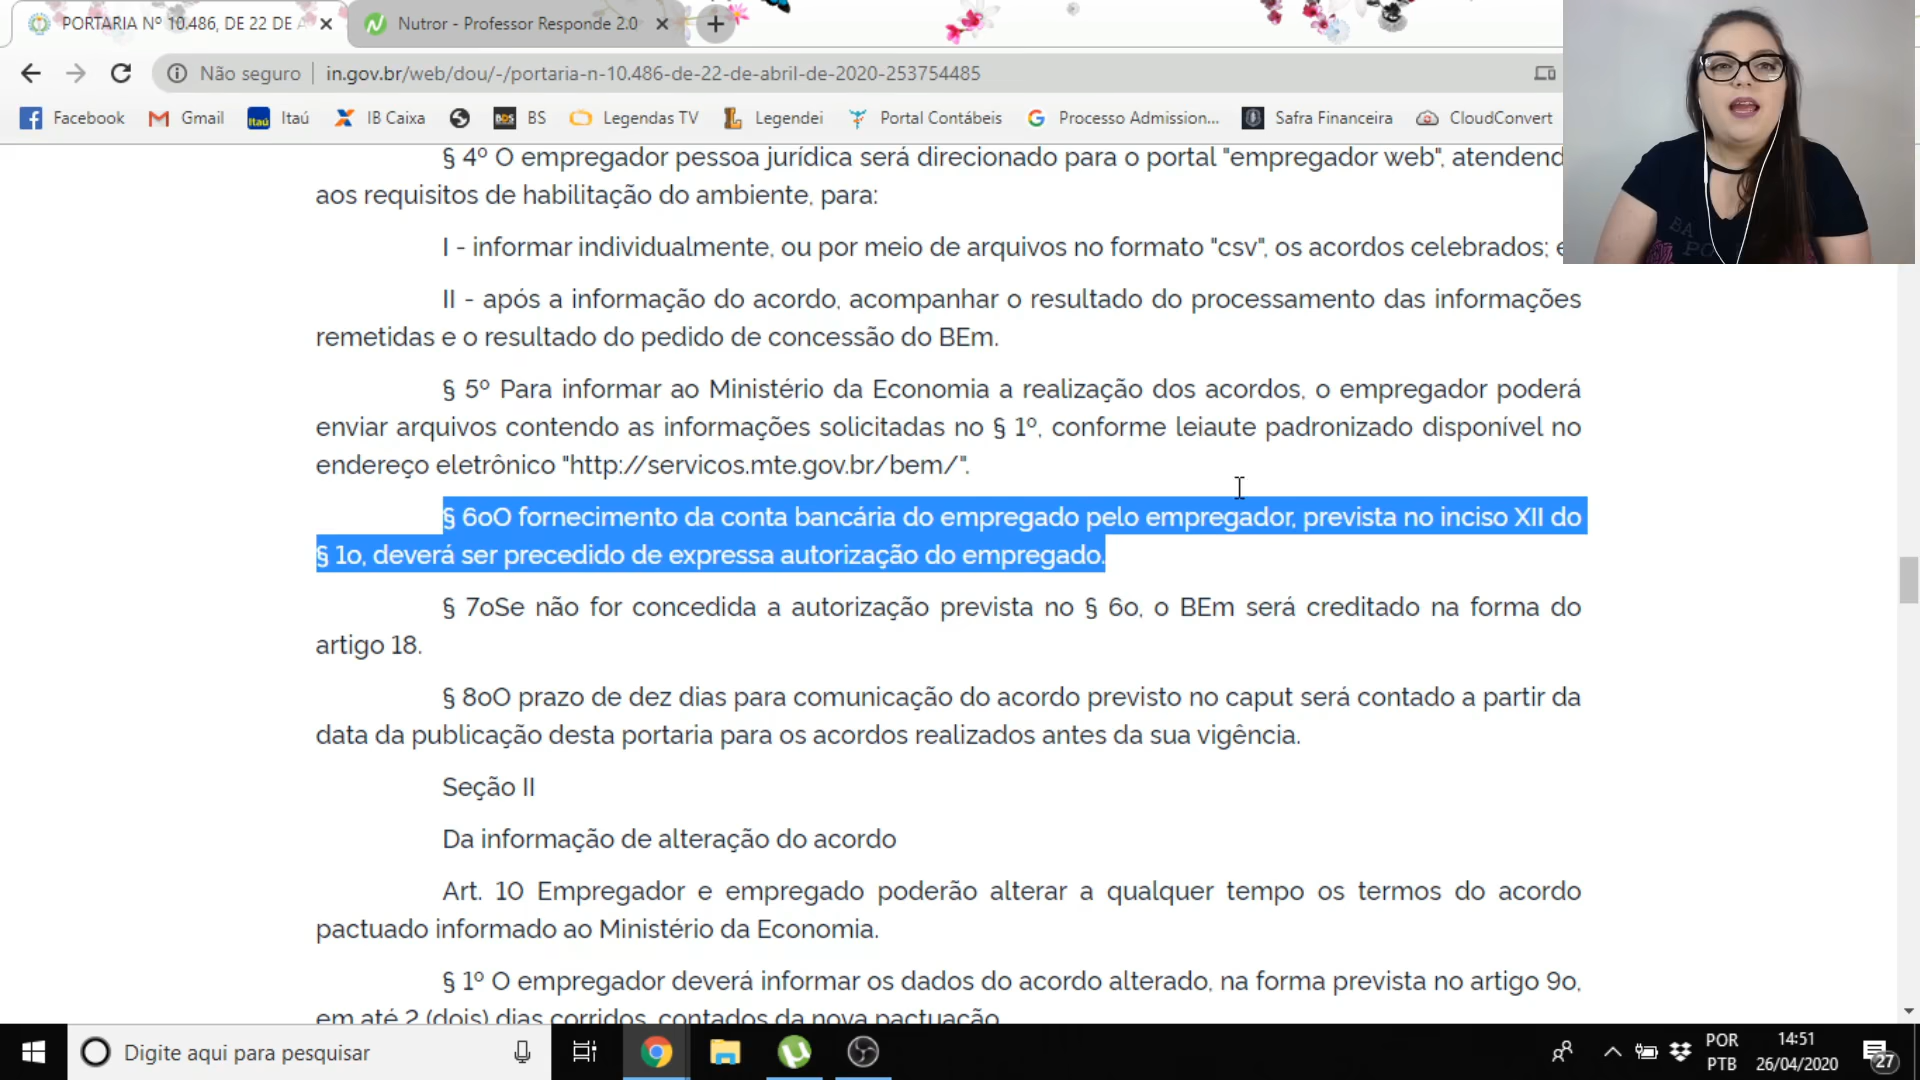 PORTARIA Nº 10.486, DE 22 DE A
Nutror - Professor Responde 2.0
Não seguro
in.gov.br/web/dou/-/portaria-n-10.486-de-22-de-abril-de-2020-253754485
Facebook
Gmail
Itaú
Itaú
IB Caixa
BDS
BS
Legendas TV
Legendei
Portal Contábeis
Processo Admission...
Safra Financeira
CloudConvert
§ 4º O empregador pessoa jurídica será direcionado para o portal "empregador web", atendend
aos requisitos de habilitação do ambiente, para:
I - informar individualmente, ou por meio de arquivos no formato "csv", os acordos celebrados; e
II - após a informação do acordo, acompanhar o resultado do processamento das informações
remetidas e o resultado do pedido de concessão do BEm.
§ 5º Para informar ao Ministério da Economia a realização dos acordos, o empregador poderá
enviar arquivos contendo as informações solicitadas no § 1º, conforme leiaute padronizado disponível no
endereço eletrônico "http://servicos.mte.gov.br/bem/".
§ 6oO fornecimento da conta bancária do empregado pelo empregador, prevista no inciso XII do
§ 1o, deverá ser precedido de expressa autorização do empregado.
§ 7oSe não for concedida a autorização prevista no § 6o, o BEm será creditado na forma do
artigo 18.
§ 8oO prazo de dez dias para comunicação do acordo previsto no caput será contado a partir da
data da publicação desta portaria para os acordos realizados antes da sua vigência.
Seção II
Da informação de alteração do acordo
Art. 10 Empregador e empregado poderão alterar a qualquer tempo os termos do acordo
pactuado informado ao Ministério da Economia.
§ 1º O empregador deverá informar os dados do acordo alterado, na forma prevista no artigo 9o,
em até 2 (dois) dias corridos, contados da nova pactuação
Digite aqui para pesquisar
POR
PTB
14:51
26/04/2020
27